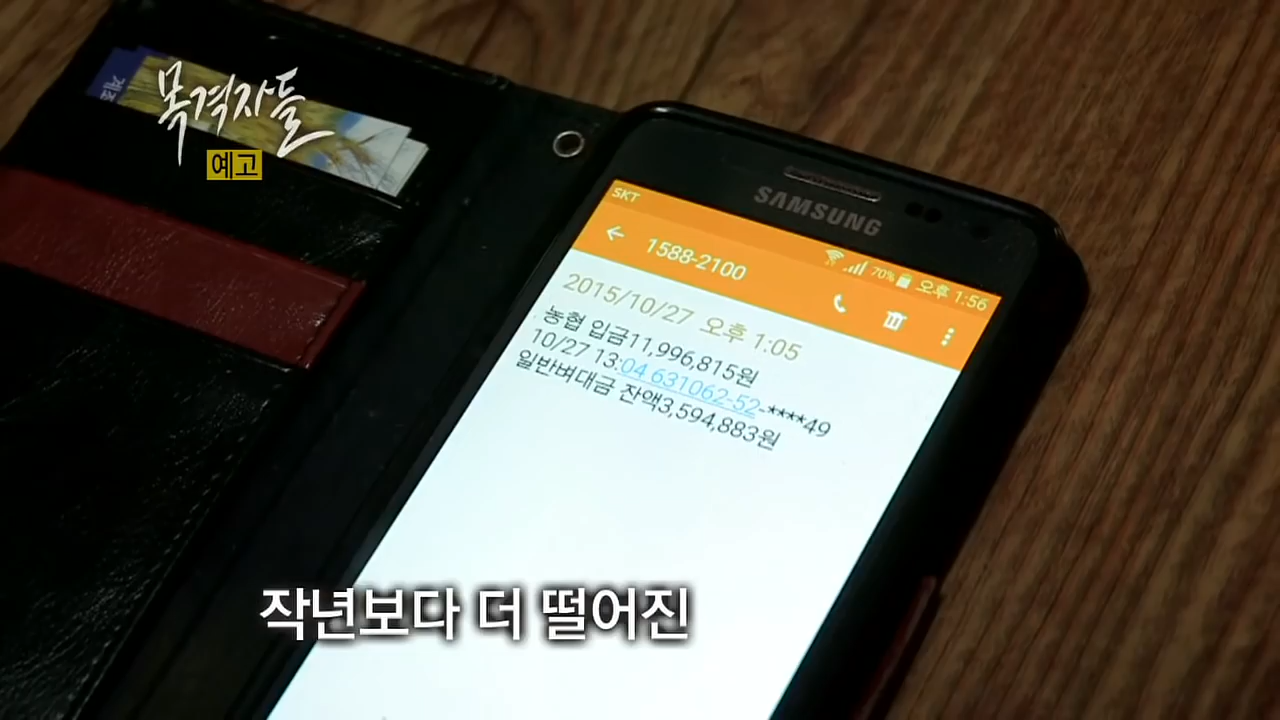 목격자들
예고
SAMSUNG
SKT
70% 오후 1:56
1588-2100
2015/10/27 오후 1:05
농협 입금11,996,815원
10/27 13:04 631062-52-****49
일반벼대금 잔액3,594,883원
작년보다 더 떨어진